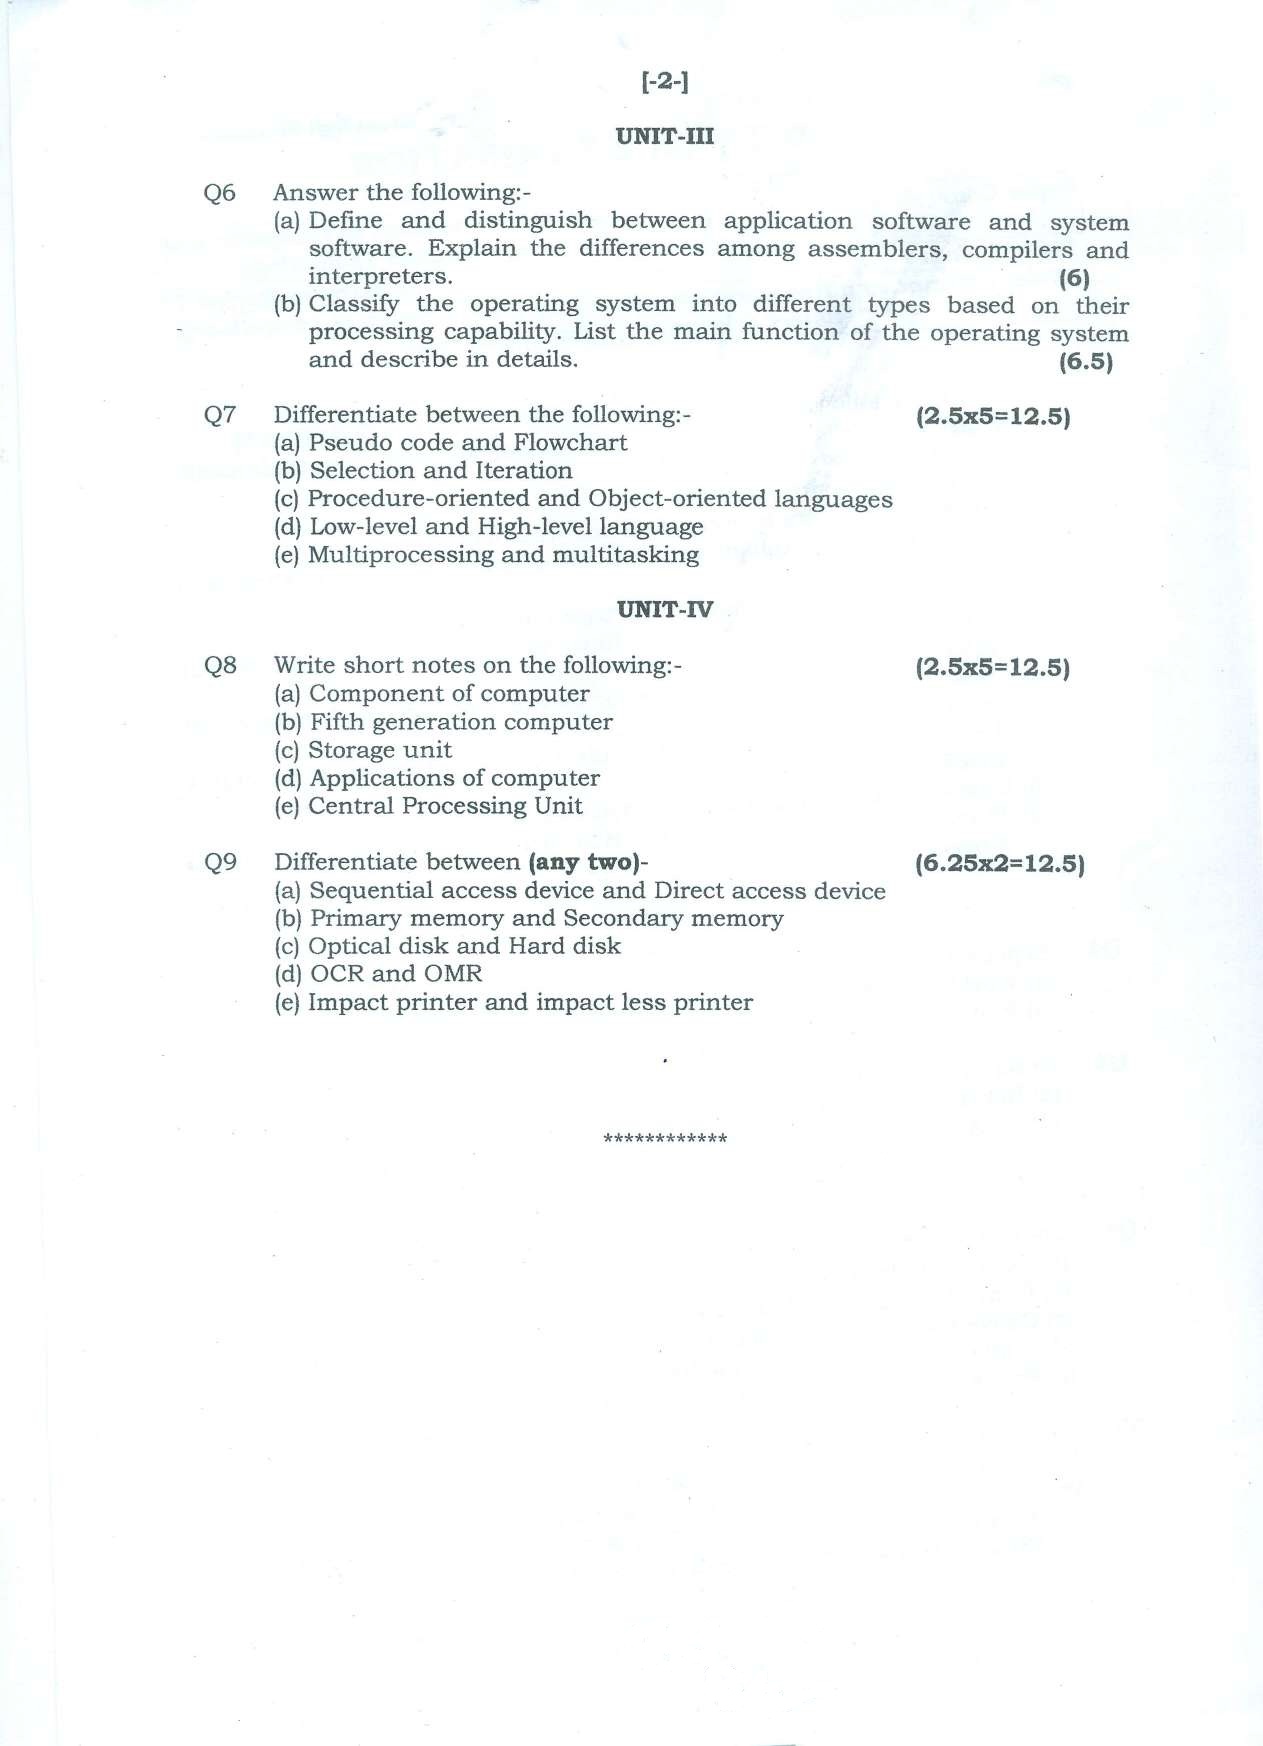 [-2-]
UNIT-III
Q6 Answer the following:-
(a) Define and distinguish between application software and system
software. Explain the differences among assemblers, compilers and
interpreters. (6)
(b) Classify the operating system into different types based on their
processing capability. List the main function of the operating system
and describe in details. (6.5)
Q7 Differentiate between the following:- (2.5x5=12.5)
(a) Pseudo code and Flowchart
(b) Selection and Iteration
(c) Procedure-oriented and Object-oriented languages
(d) Low-level and High-level language
(e) Multiprocessing and multitasking
UNIT-IV
Q8 Write short notes on the following:- (2.5x5=12.5)
(a) Component of computer
(b) Fifth generation computer
(c) Storage unit
(d) Applications of computer
(e) Central Processing Unit
Q9 Differentiate between (any two)- (6.25x2=12.5)
(a) Sequential access device and Direct access device
(b) Primary memory and Secondary memory
(c) Optical disk and Hard disk
(d) OCR and OMR
(e) Impact printer and impact less printer
************